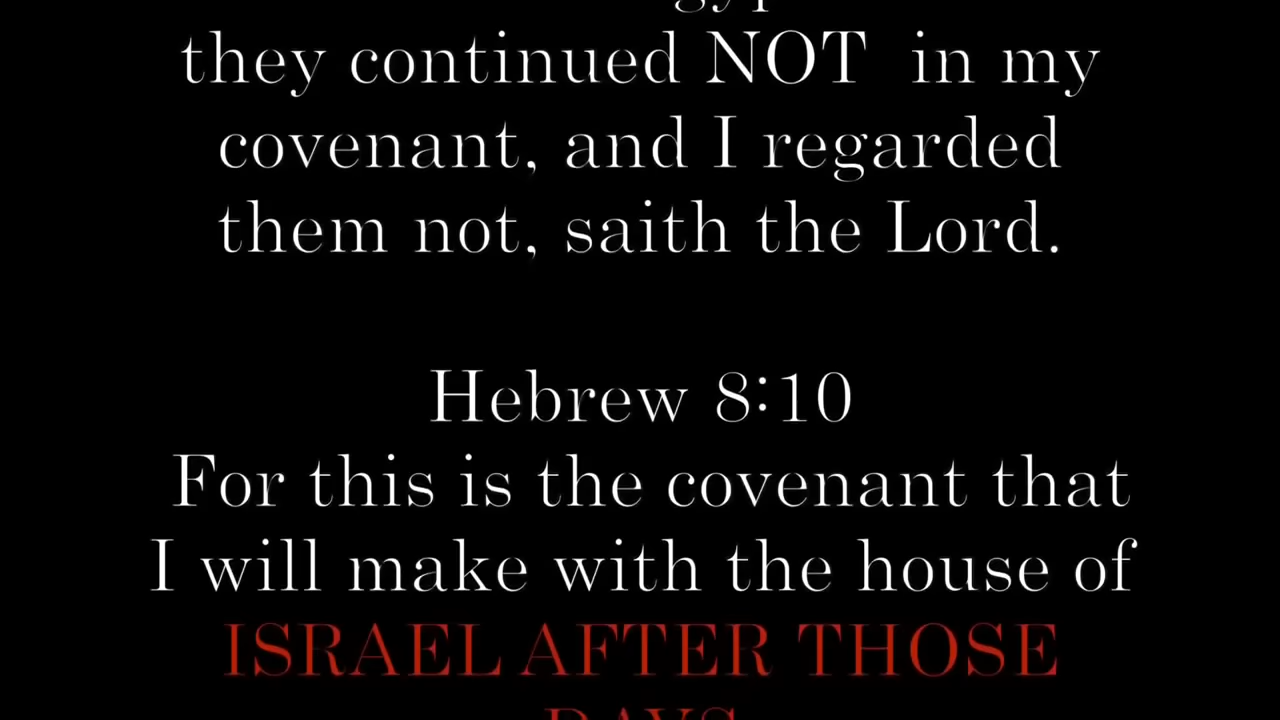 they continued NOT in my
covenant, and I regarded
them not, saith the Lord.
Hebrew 8:10
For this is the covenant that
I will make with the house of
ISRAEL AFTER THOSE
DAYS